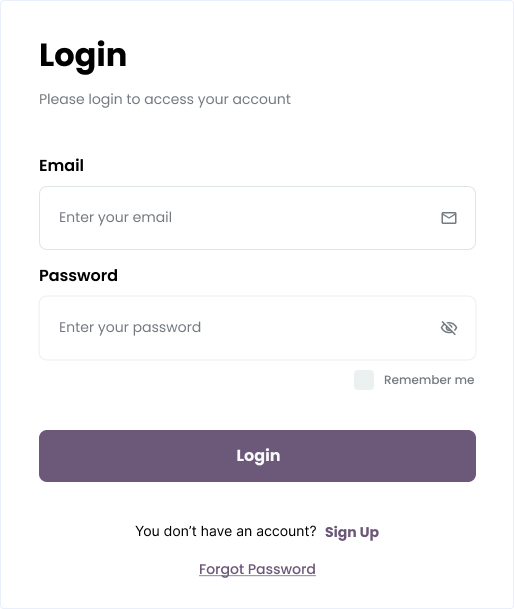 Login
Please login to access your account
Email
Enter your email
Password
Enter your password
Remember me
Login
You don’t have an account? Sign Up
Forgot Password